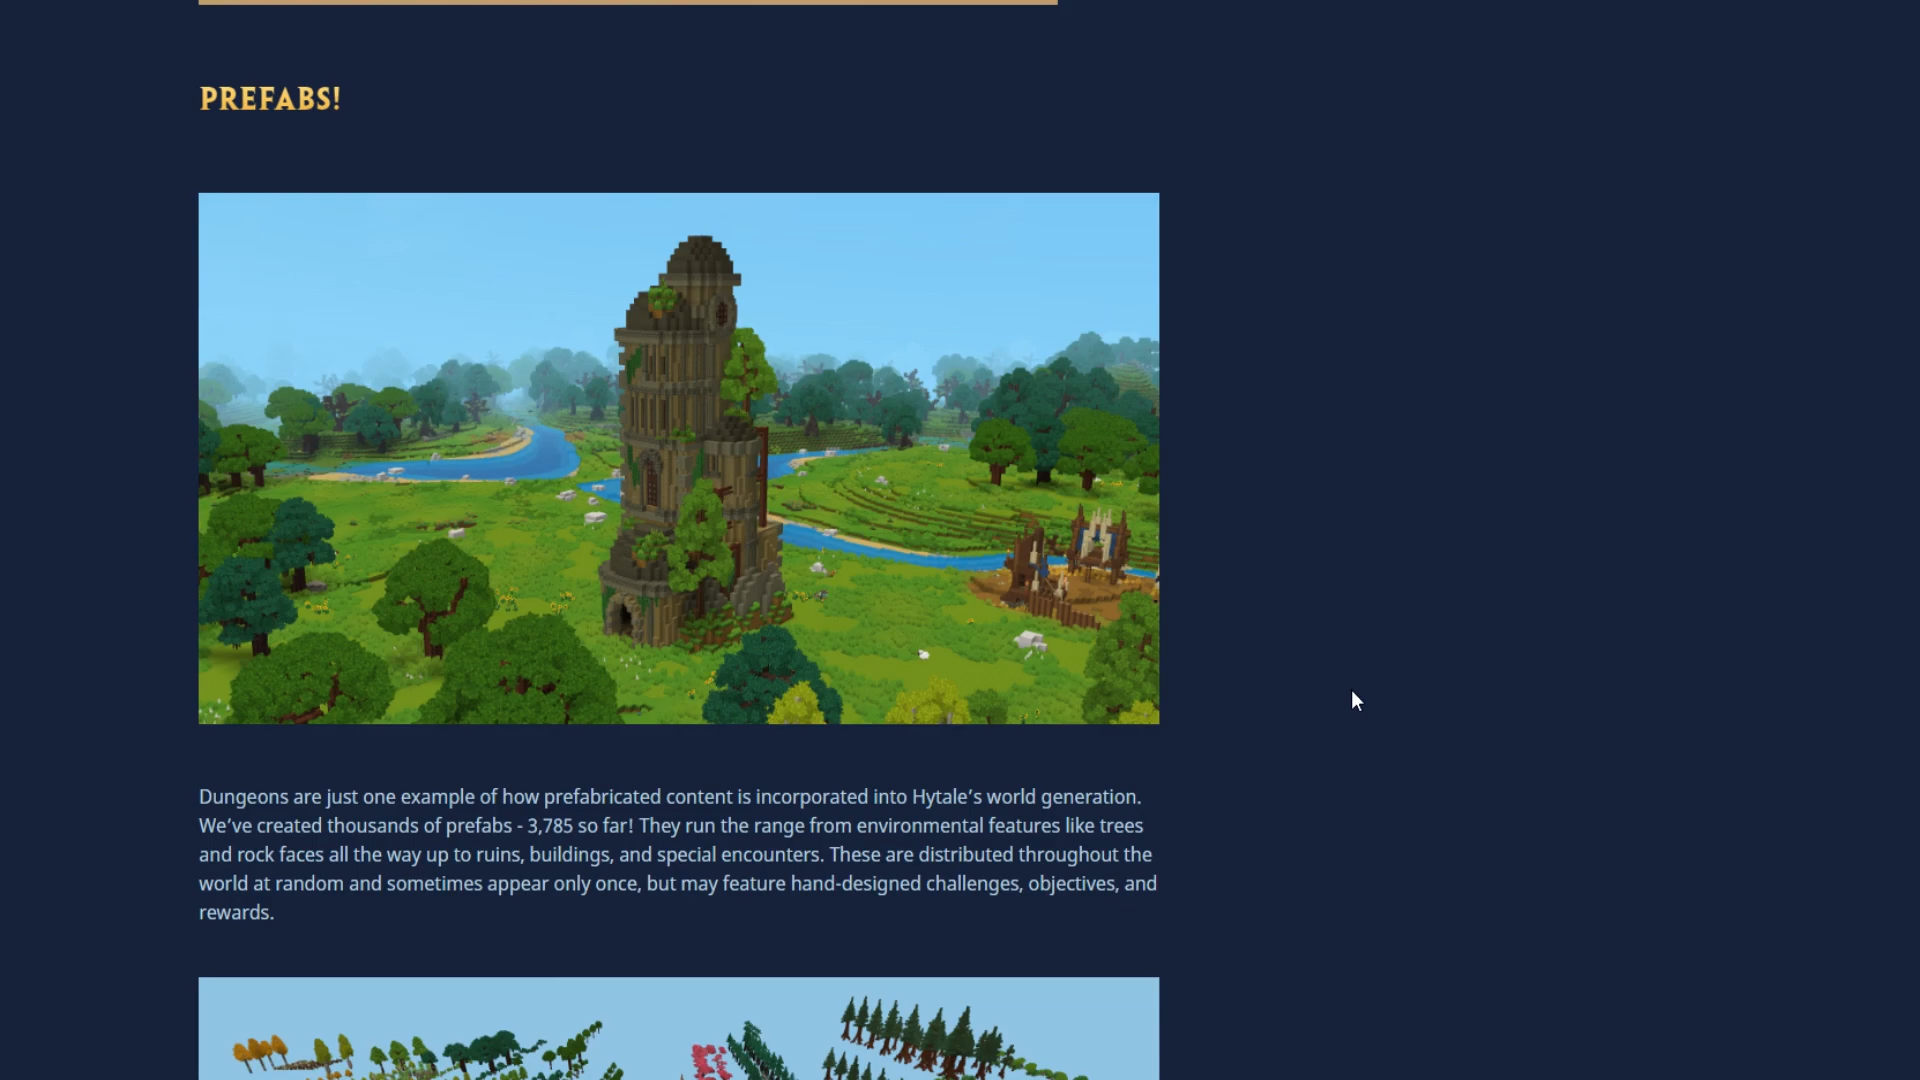 PREFABS!
Dungeons are just one example of how prefabricated content is incorporated into Hytale’s world generation.
We’ve created thousands of prefabs - 3,785 so far! They run the range from environmental features like trees
and rock faces all the way up to ruins, buildings, and special encounters. These are distributed throughout the
world at random and sometimes appear only once, but may feature hand-designed challenges, objectives, and
rewards.